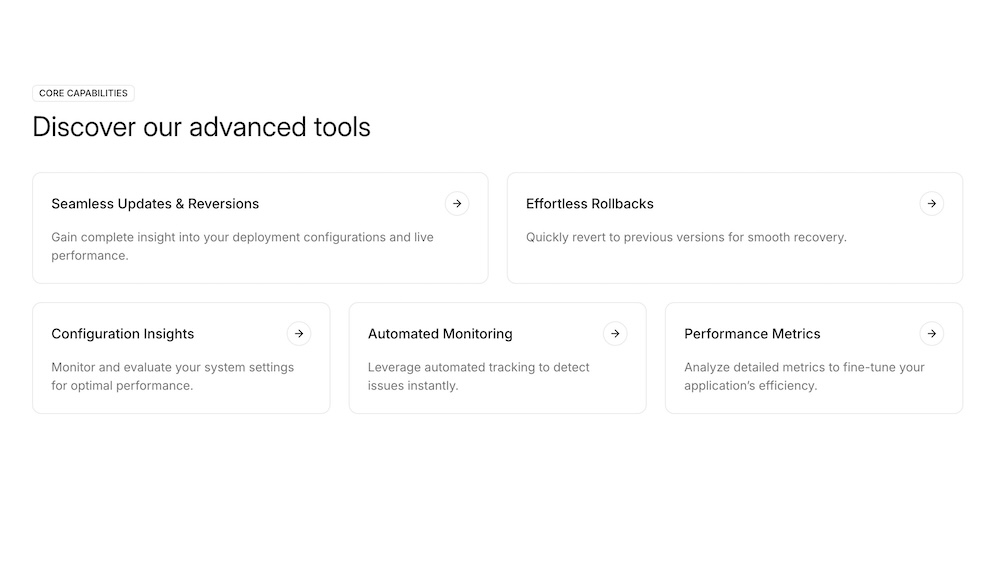 CORE CAPABILITIES
Discover our advanced tools
Seamless Updates & Reversions
Gain complete insight into your deployment configurations and live
performance.
Effortless Rollbacks
Quickly revert to previous versions for smooth recovery.
Configuration Insights
Monitor and evaluate your system settings
for optimal performance.
Automated Monitoring
Leverage automated tracking to detect
issues instantly.
Performance Metrics
Analyze detailed metrics to fine-tune your
application’s efficiency.